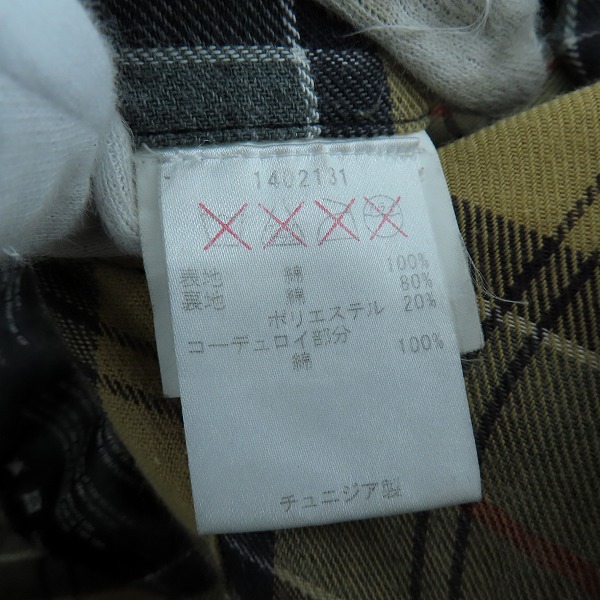 1402131
表地 綿 100%
裏地 綿 80%
ポリエステル 20%
コーデュロイ部分
綿 100%
チュニジア製